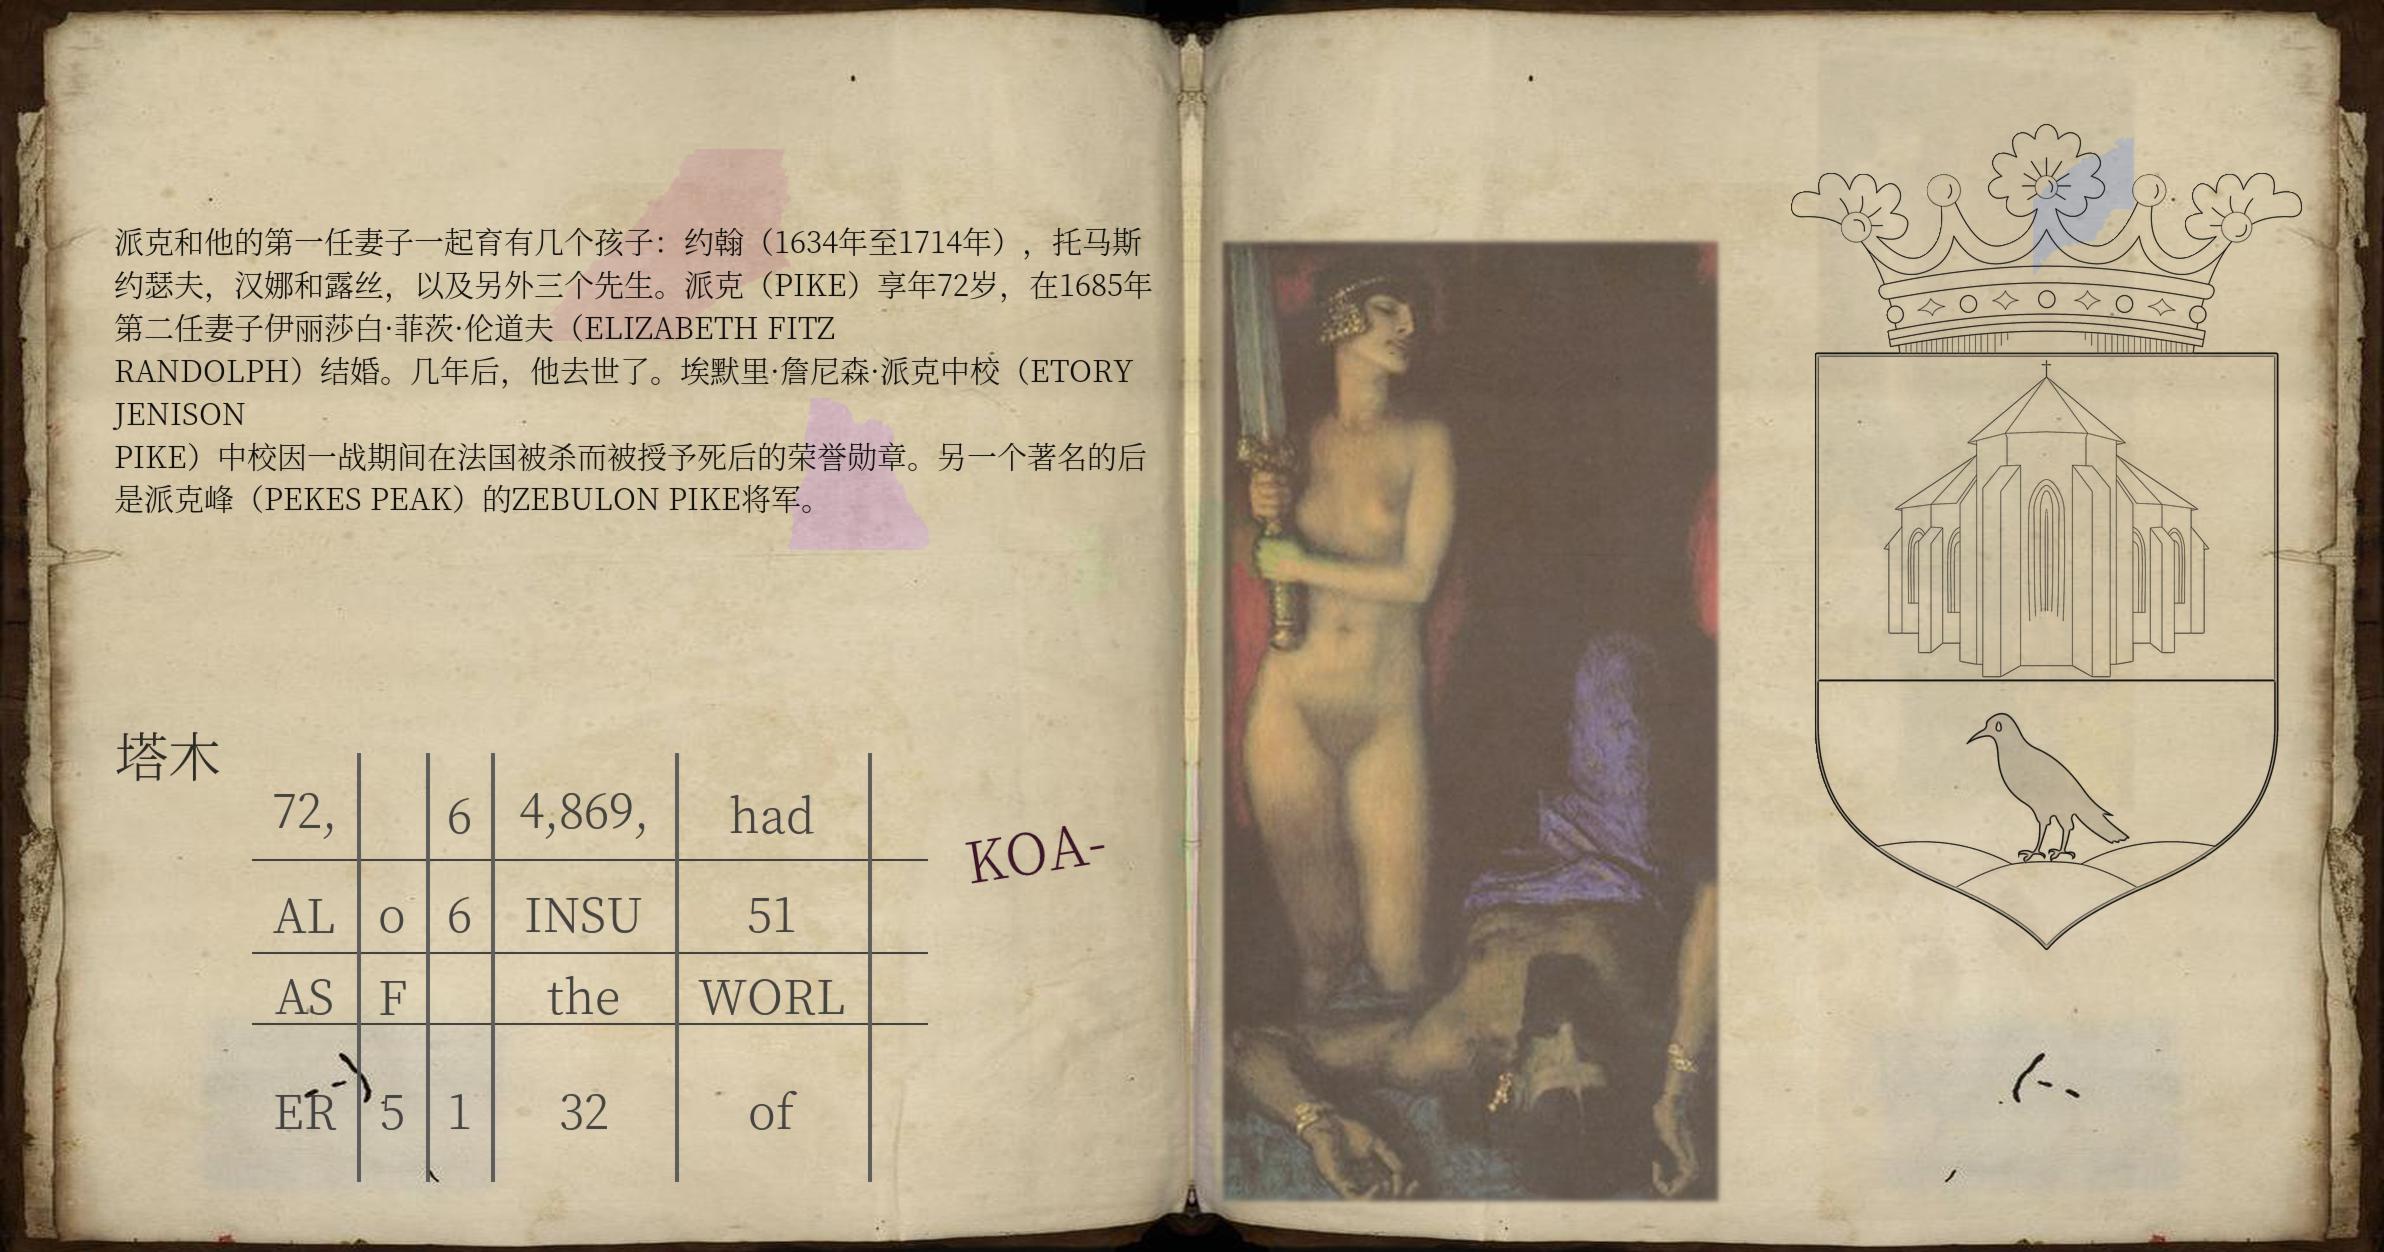 派克和他的第一任妻子一起育有几个孩子：约翰（1634年至1714年），托马斯
约瑟夫，汉娜和露丝，以及另外三个先生。派克（PIKE）享年72岁，在1685年
第二任妻子伊丽莎白·菲茨·伦道夫（ELIZABETH FITZ
RANDOLPH）结婚。几年后，他去世了。埃默里·詹尼森·派克中校（ETORY
JENISON
PIKE）中校因一战期间在法国被杀而被授予死后的荣誉勋章。另一个著名的后
是派克峰（PEKES PEAK）的ZEBULON PIKE将军。
塔木
72, 6 4,869, had
AL o 6 INSU 51
AS F the WORL
ER 5 1 32 of
KOA-